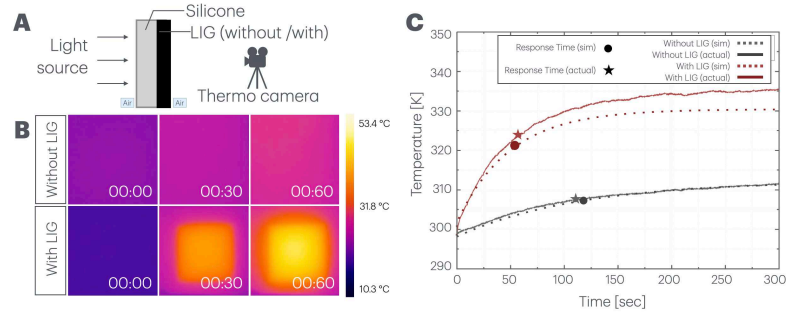 A
Silicone
LIG (without /with)
Light
source
Air
Air
Thermo camera
B
Without LIG
00:00
00:30
00:60
With LIG
00:00
00:30
00:60
53.4 °C
31.8 °C
10.3 °C
C
Temperature [K]
350
340
330
320
310
300
290
0
50
100
150
200
250
300
Time [sec]
Response Time (sim)
Response Time (actual)
Without LIG (sim)
Without LIG (actual)
With LIG (sim)
With LIG (actual)